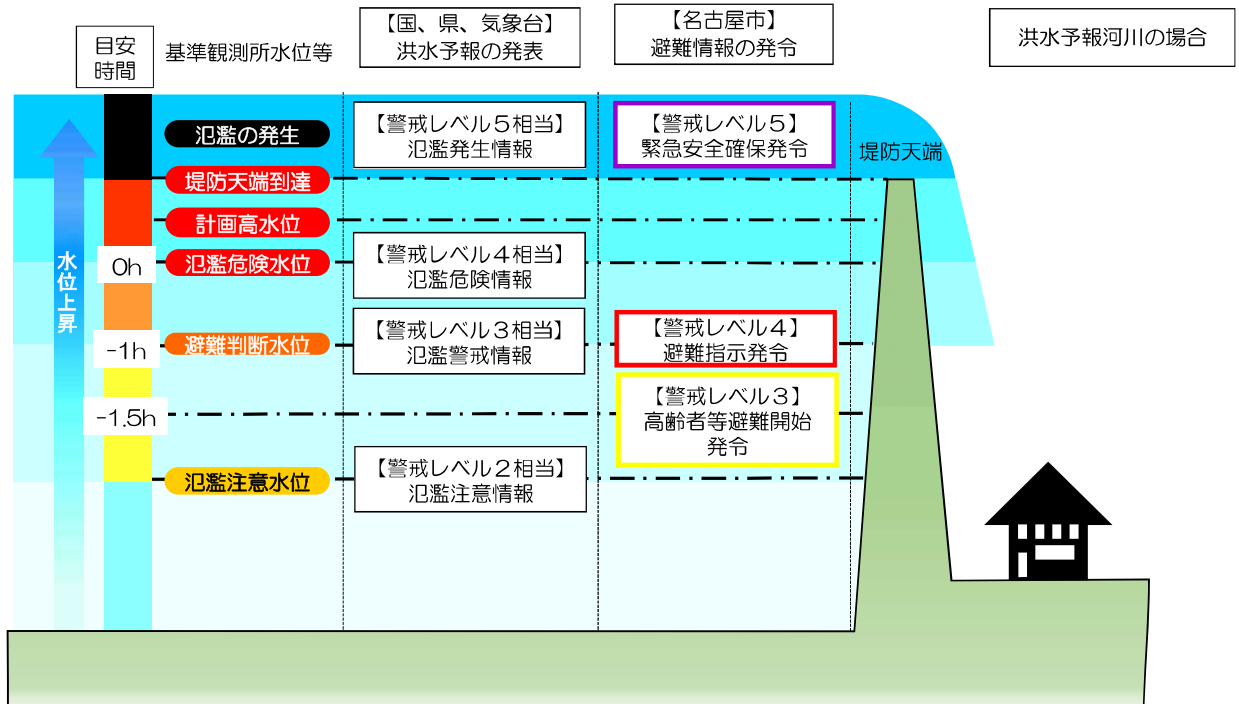 目安
時間
基準観測所水位等
【国、県、気象台】
洪水予報の発表
【名古屋市】
避難情報の発令
洪水予報河川の場合
氾濫の発生
【警戒レベル5相当】
氾濫発生情報
【警戒レベル5】
緊急安全確保発令
堤防天端
堤防天端到達
計画高水位
水位上昇
0h
氾濫危険水位
【警戒レベル4相当】
氾濫危険情報
-1h
避難判断水位
【警戒レベル3相当】
氾濫警戒情報
【警戒レベル4】
避難指示発令
-1.5h
【警戒レベル3】
高齢者等避難開始
発令
氾濫注意水位
【警戒レベル2相当】
氾濫注意情報